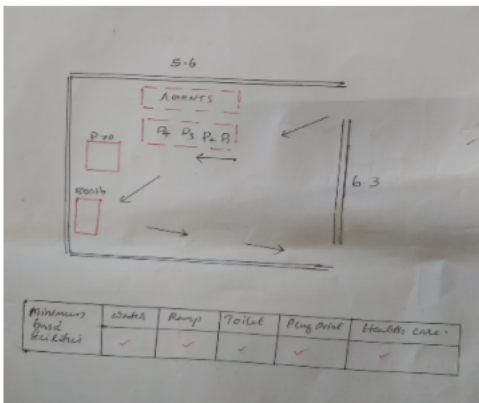 5.6
AGENTS
P4 P3 P2 P1
Pro
Booth
6.3
Minimum basic facilities
Water
Ramp
Toilet
Plug Point
Health care.